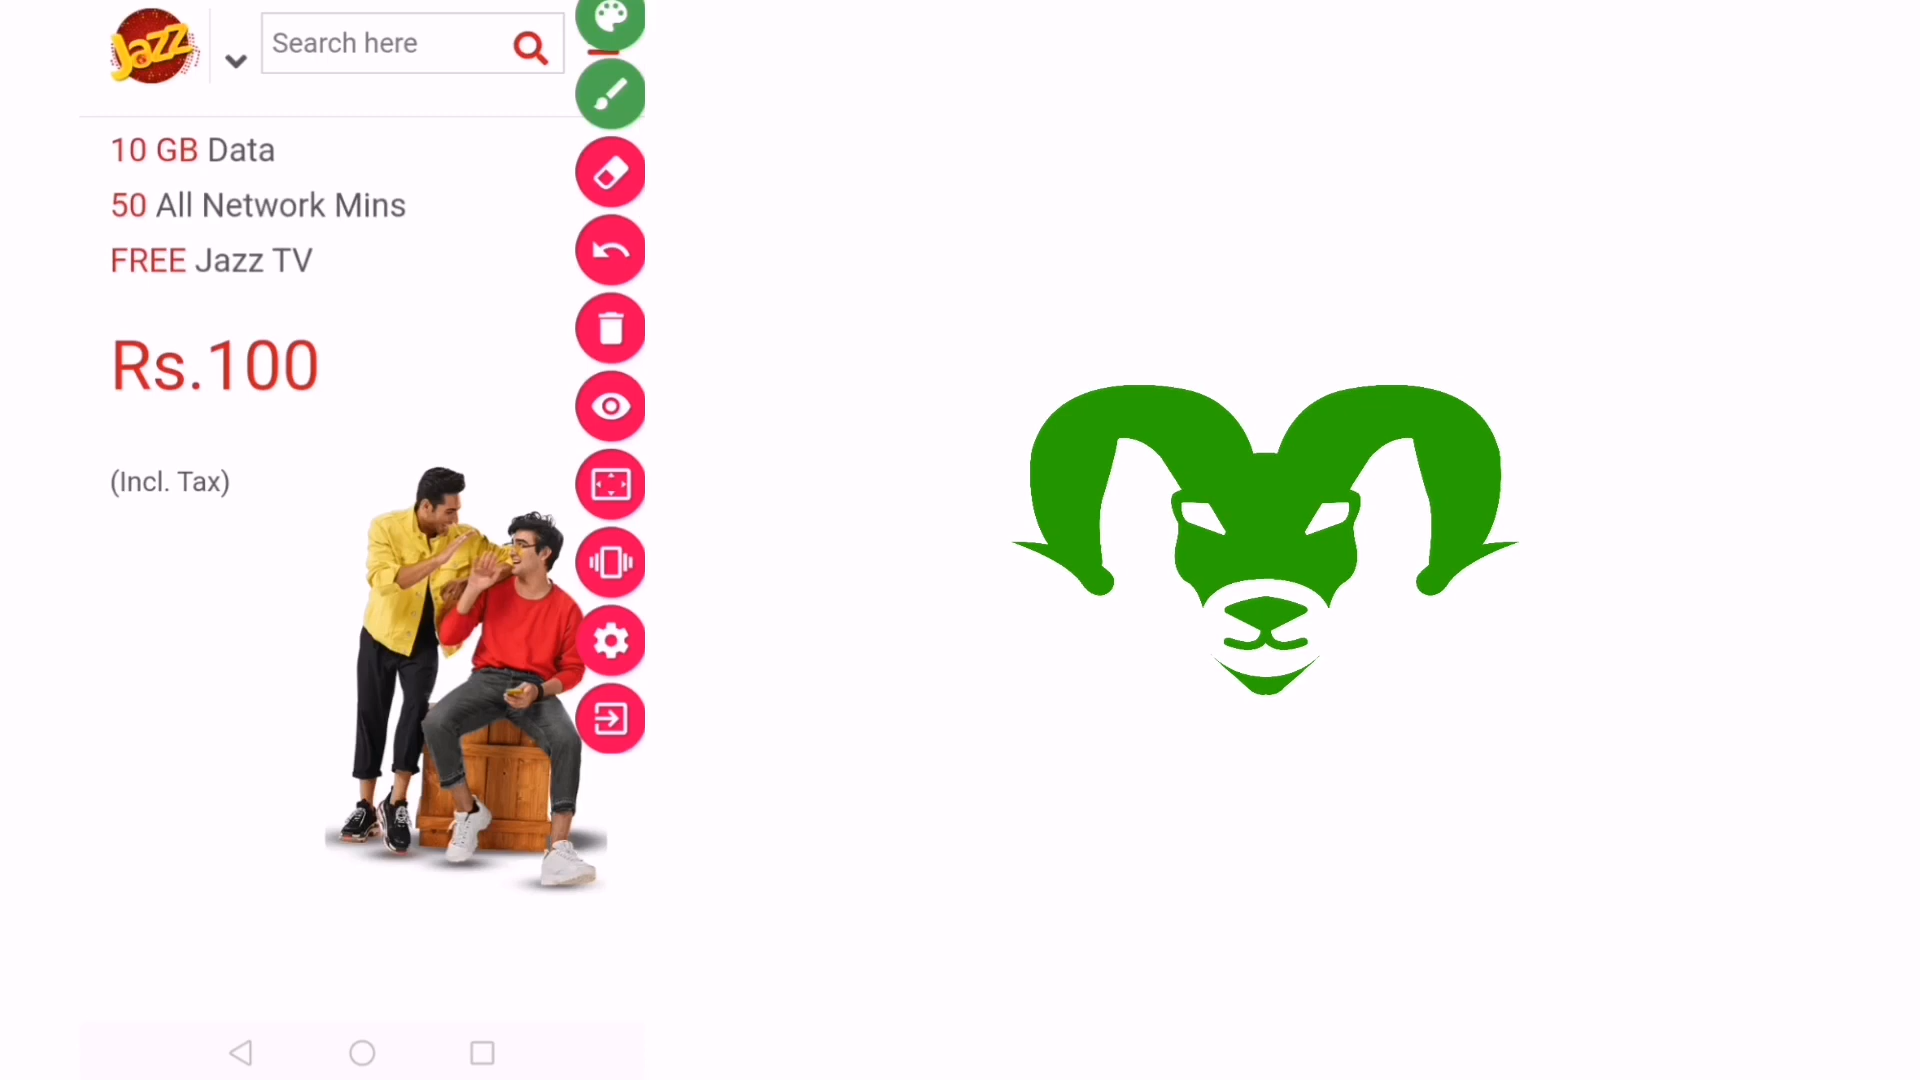 Jazz
Search here
10 GB Data
50 All Network Mins
FREE Jazz TV
Rs.100
(Incl. Tax)